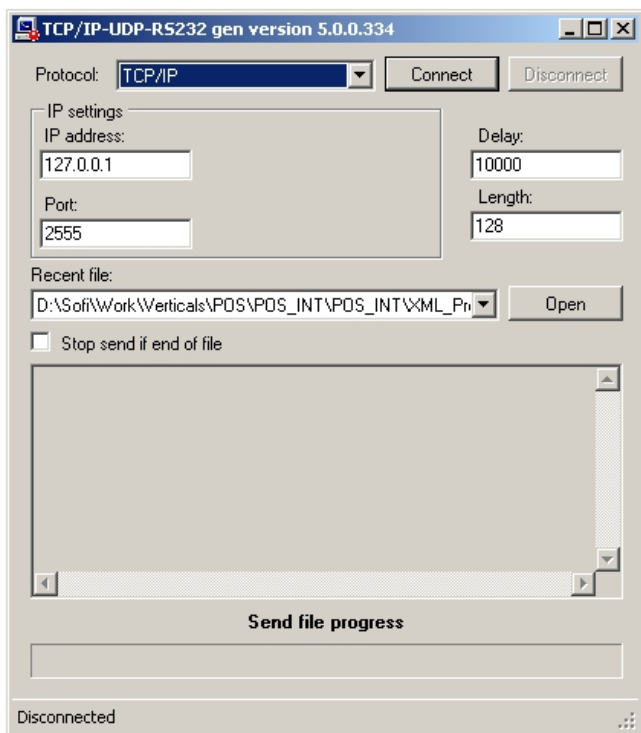 TCP/IP-UDP-RS232 gen version 5.0.0.334
Protocol: TCP/IP Connect Disconnect
IP settings
IP address:
127.0.0.1
Port:
2555
Delay:
10000
Length:
128
Recent file:
D:\Sofi\Work\Verticals\POS\POS_INT\POS_INT\XML_Pr Open
Stop send if end of file
Send file progress
Disconnected